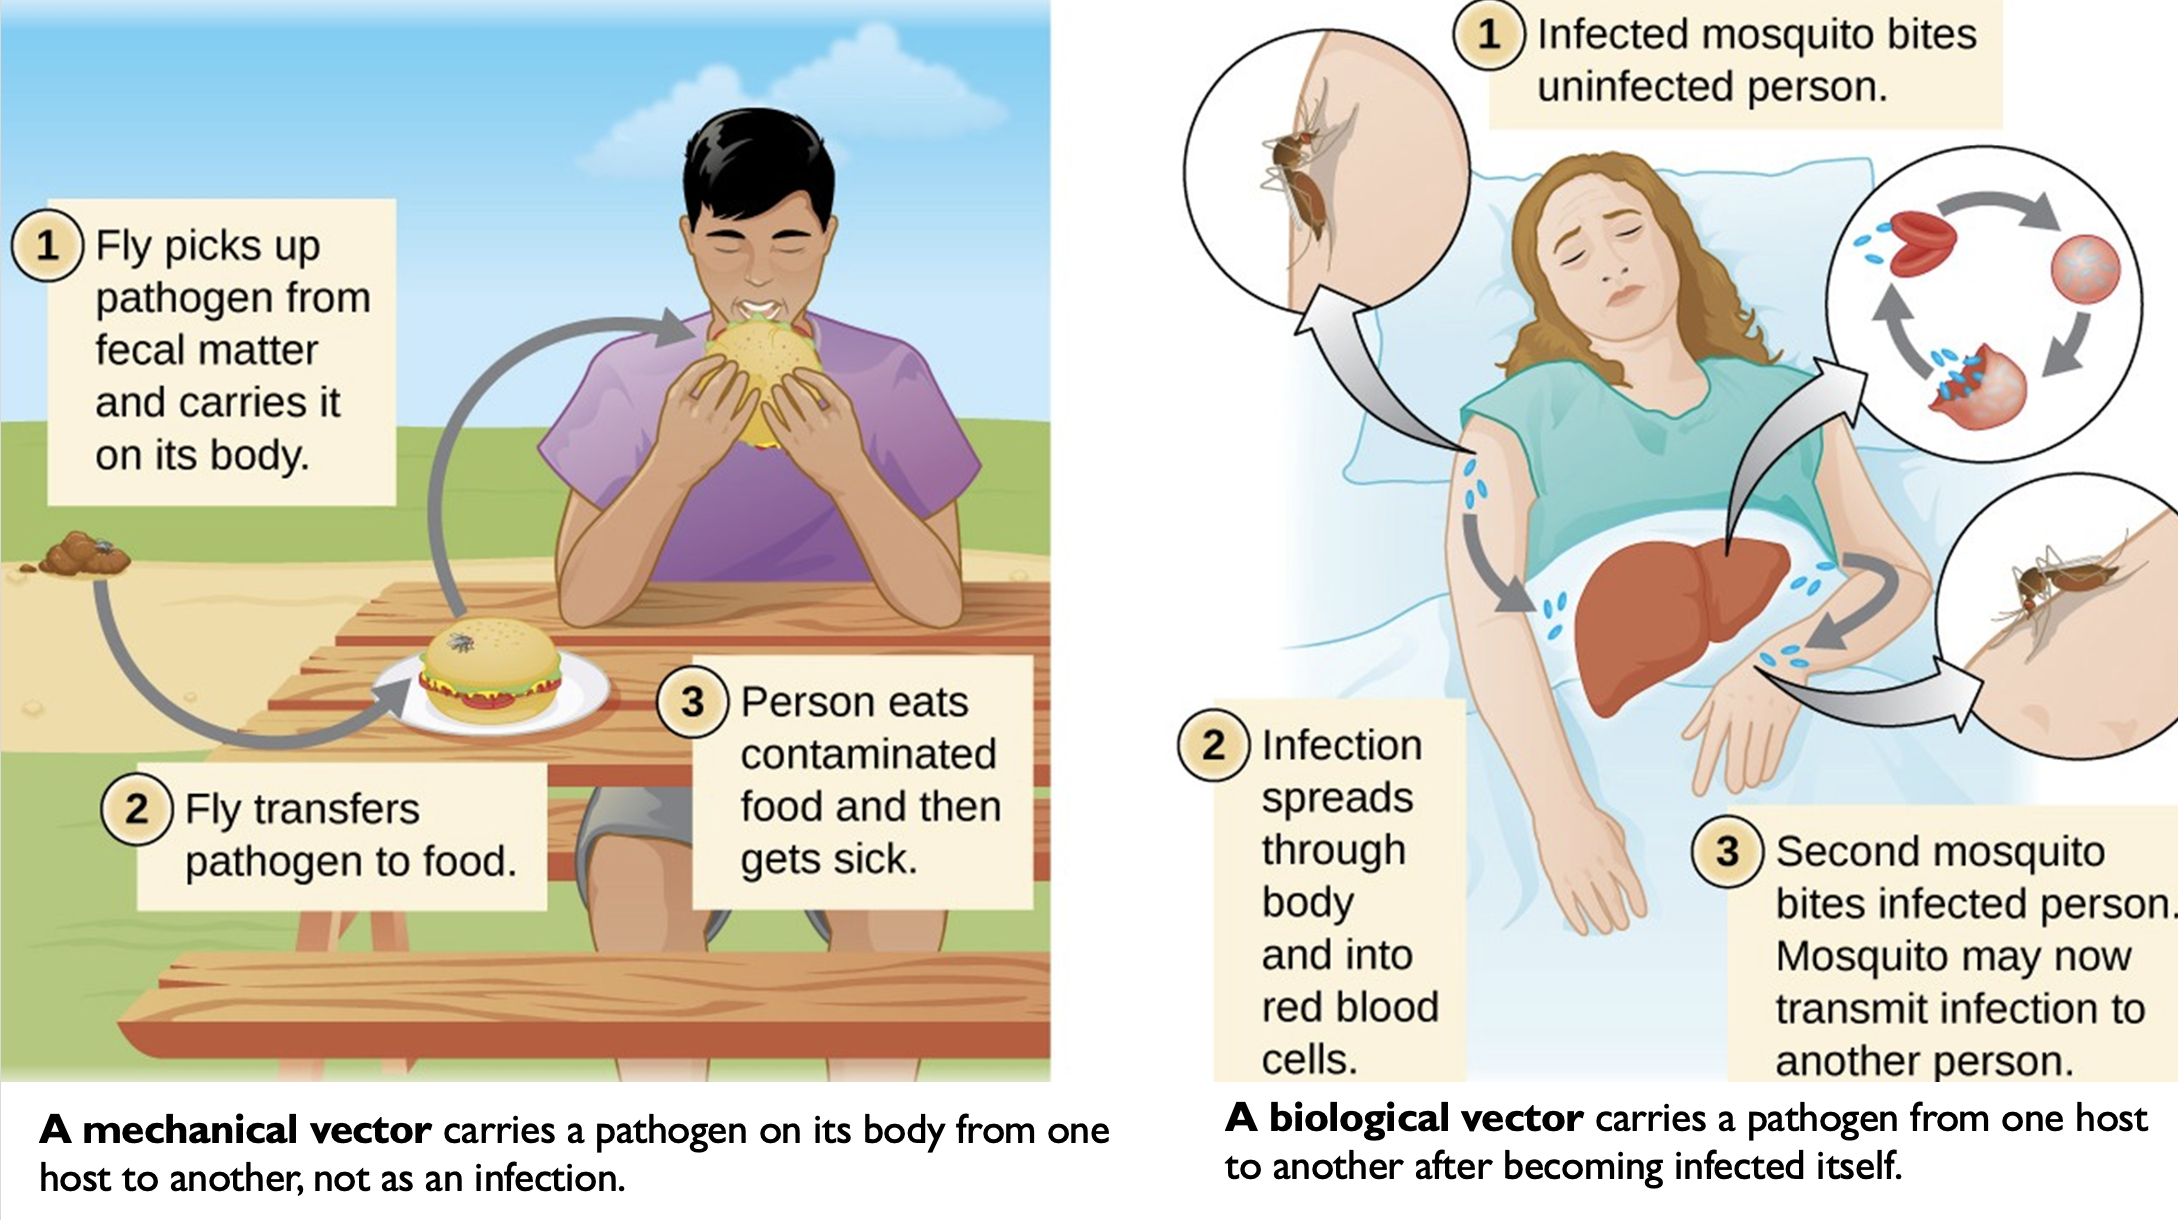 1 Fly picks up
pathogen from
fecal matter
and carries it
on its body.
2 Fly transfers
pathogen to food.
3 Person eats
contaminated
food and then
gets sick.
A mechanical vector carries a pathogen on its body from one
host to another, not as an infection.
1 Infected mosquito bites
uninfected person.
2 Infection
spreads
through
body
and into
red blood
cells.
3 Second mosquito
bites infected person.
Mosquito may now
transmit infection to
another person.
A biological vector carries a pathogen from one host
to another after becoming infected itself.